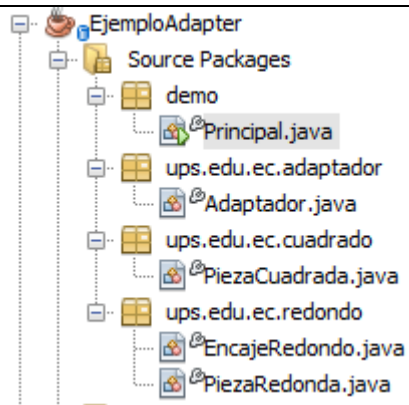 EjemploAdapter
Source Packages
demo
Principal.java
ups.edu.ec.adaptador
Adaptador.java
ups.edu.ec.cuadrado
PiezaCuadrada.java
ups.edu.ec.redondo
EncajeRedondo.java
PiezaRedonda.java